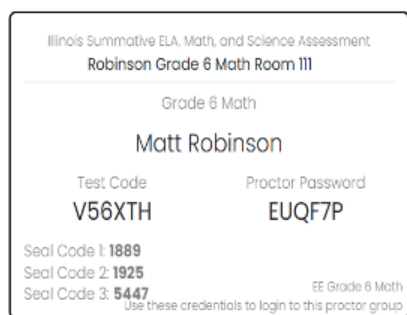 Illinois Summative ELA, Math, and Science Assessment
Robinson Grade 6 Math Room 111
Grade 6 Math
Matt Robinson
Test Code
V56XTH
Proctor Password
EUQF7P
Seal Code 1: 1889
Seal Code 2: 1925
Seal Code 3: 5447
EE Grade 6 Math
Use these credentials to login to this proctor group